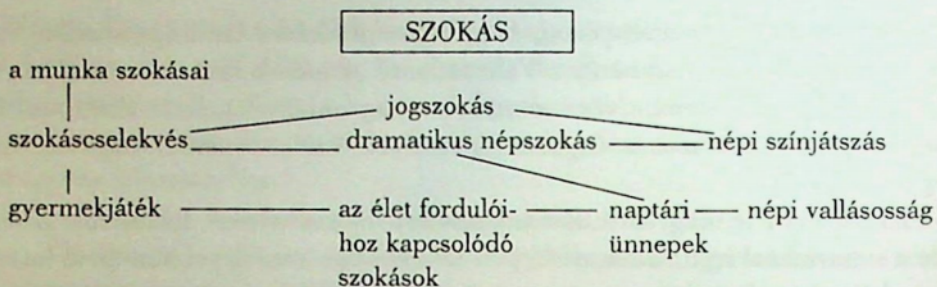 SZOKÁS
a munka szokásai
jogszokás
szokáscselekvés dramatikus népszokás népi színjátszás
gyermekjáték az élet fordulói- naptári népi vallásosság
hoz kapcsolódó ünnepek
szokások